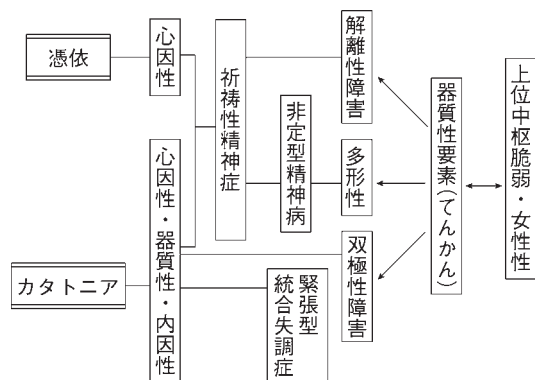 憑依
心因性
祈祷性精神症
解離性障害
非定型精神病
多形性
器質性要素(てんかん)
上位中枢脆弱・女性性
カタトニア
心因性・器質性・内因性
双極性障害
緊張型
統合失調症